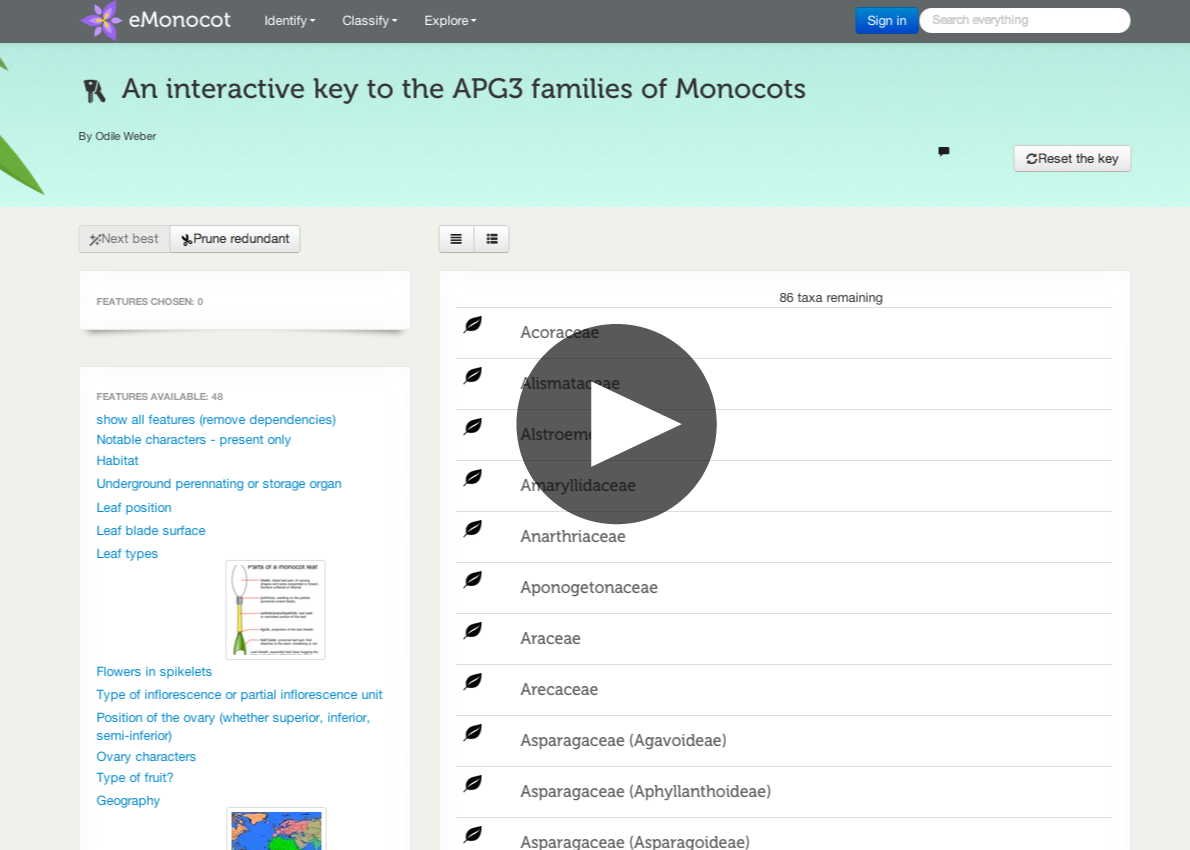 eMonocot
Identify
Classify
Explore
Sign in
Search everything
An interactive key to the APG3 families of Monocots
By Odile Weber
Reset the key
Next best
Prune redundant
FEATURES CHOSEN: 0
FEATURES AVAILABLE: 48
show all features (remove dependencies)
Notable characters - present only
Habitat
Underground perennating or storage organ
Leaf position
Leaf blade surface
Leaf types
Parts of a monocot leaf
Flowers in spikelets
Type of inflorescence or partial inflorescence unit
Position of the ovary (whether superior, inferior,
semi-inferior)
Ovary characters
Type of fruit?
Geography
86 taxa remaining
Acoraceae
Alismataceae
Alstroeme
Amaryllidaceae
Anarthriaceae
Aponogetonaceae
Araceae
Arecaceae
Asparagaceae (Agavoideae)
Asparagaceae (Aphyllanthoideae)
Asparagaceae (Asparagoideae)